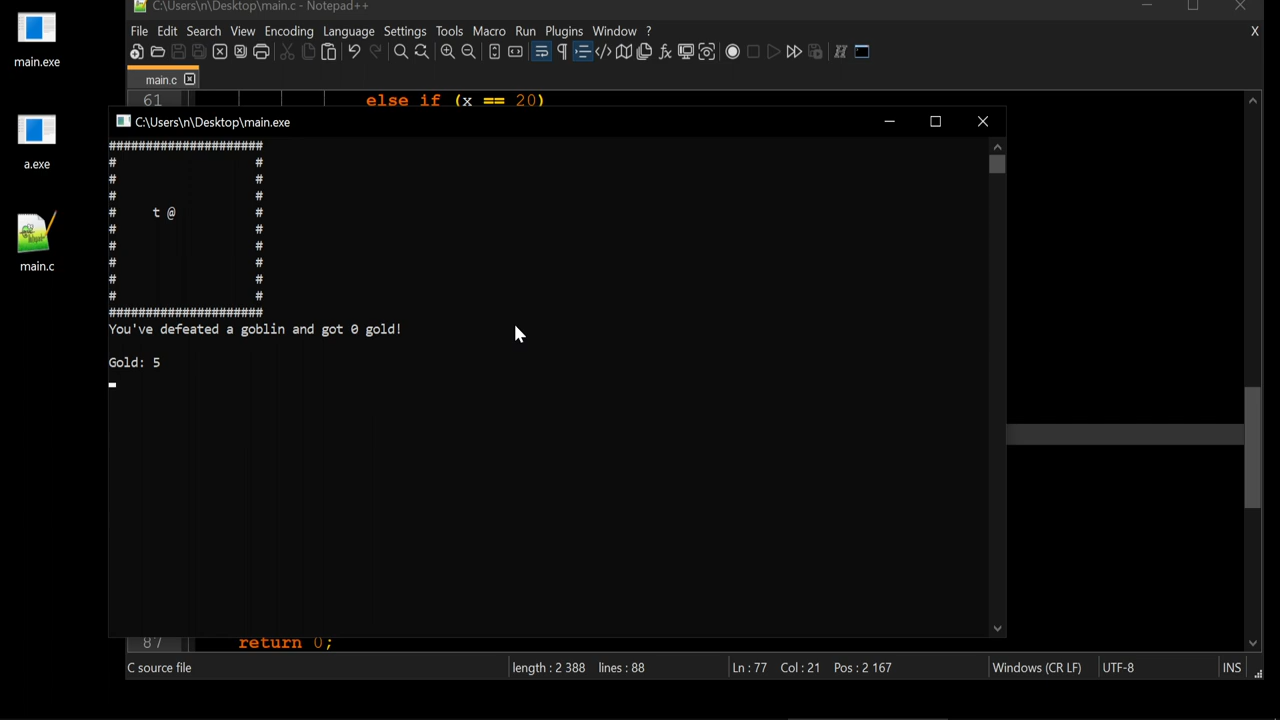 C:\Users\n\Desktop\main.c - Notepad++
File Edit Search View Encoding Language Settings Tools Macro Run Plugins Window ? X
main.exe
a.exe
main.c
main.c
61 else if (x == 20)
C:\Users\n\Desktop\main.exe
#####################
# #
# #
# #
# t @ #
# #
# #
# #
# #
# #
#####################
You've defeated a goblin and got 0 gold!
Gold: 5
87 return 0;
C source file length : 2 388 lines : 88 Ln : 77 Col : 21 Pos : 2 167 Windows (CR LF) UTF-8 INS